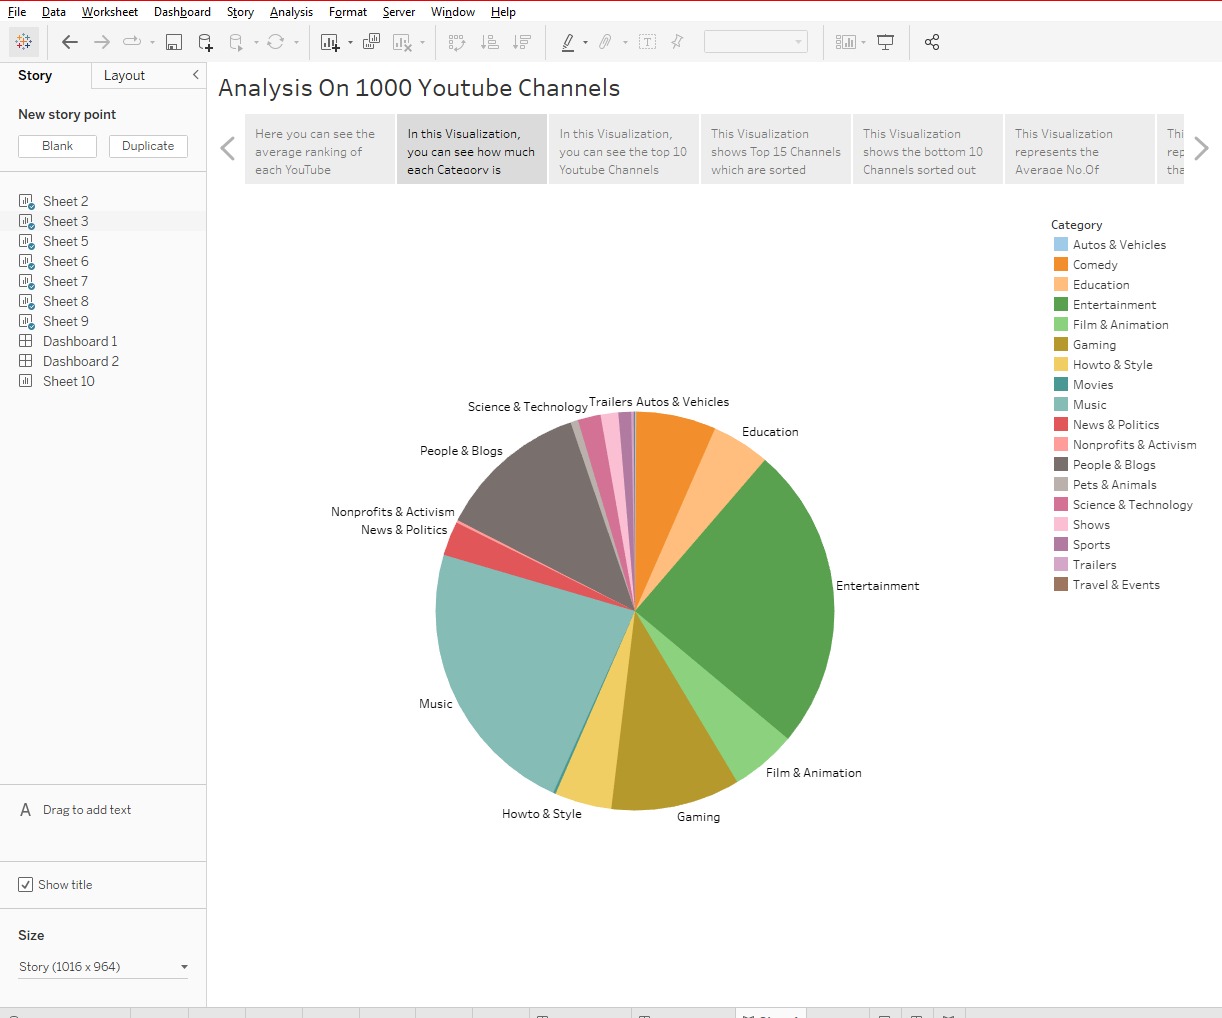 File Data Worksheet Dashboard Story Analysis Format Server Window Help
Story Layout
New story point
Blank Duplicate
Sheet 2
Sheet 3
Sheet 5
Sheet 6
Sheet 7
Sheet 8
Sheet 9
Dashboard 1
Dashboard 2
Sheet 10
A Drag to add text
Show title
Size
Story (1016 x 964)
Analysis On 1000 Youtube Channels
Here you can see the
average ranking of
each YouTube
In this Visualization,
you can see how much
each Category is
In this Visualization,
you can see the top 10
Youtube Channels
This Visualization
shows Top 15 Channels
which are sorted
This Visualization
shows the bottom 10
Channels sorted out
This Visualization
represents the
Average No.Of
Trailers Autos & Vehicles
Science & Technology
Education
People & Blogs
Nonprofits & Activism
News & Politics
Entertainment
Music
Film & Animation
Howto & Style
Gaming
Category
Autos & Vehicles
Comedy
Education
Entertainment
Film & Animation
Gaming
Howto & Style
Movies
Music
News & Politics
Nonprofits & Activism
People & Blogs
Pets & Animals
Science & Technology
Shows
Sports
Trailers
Travel & Events